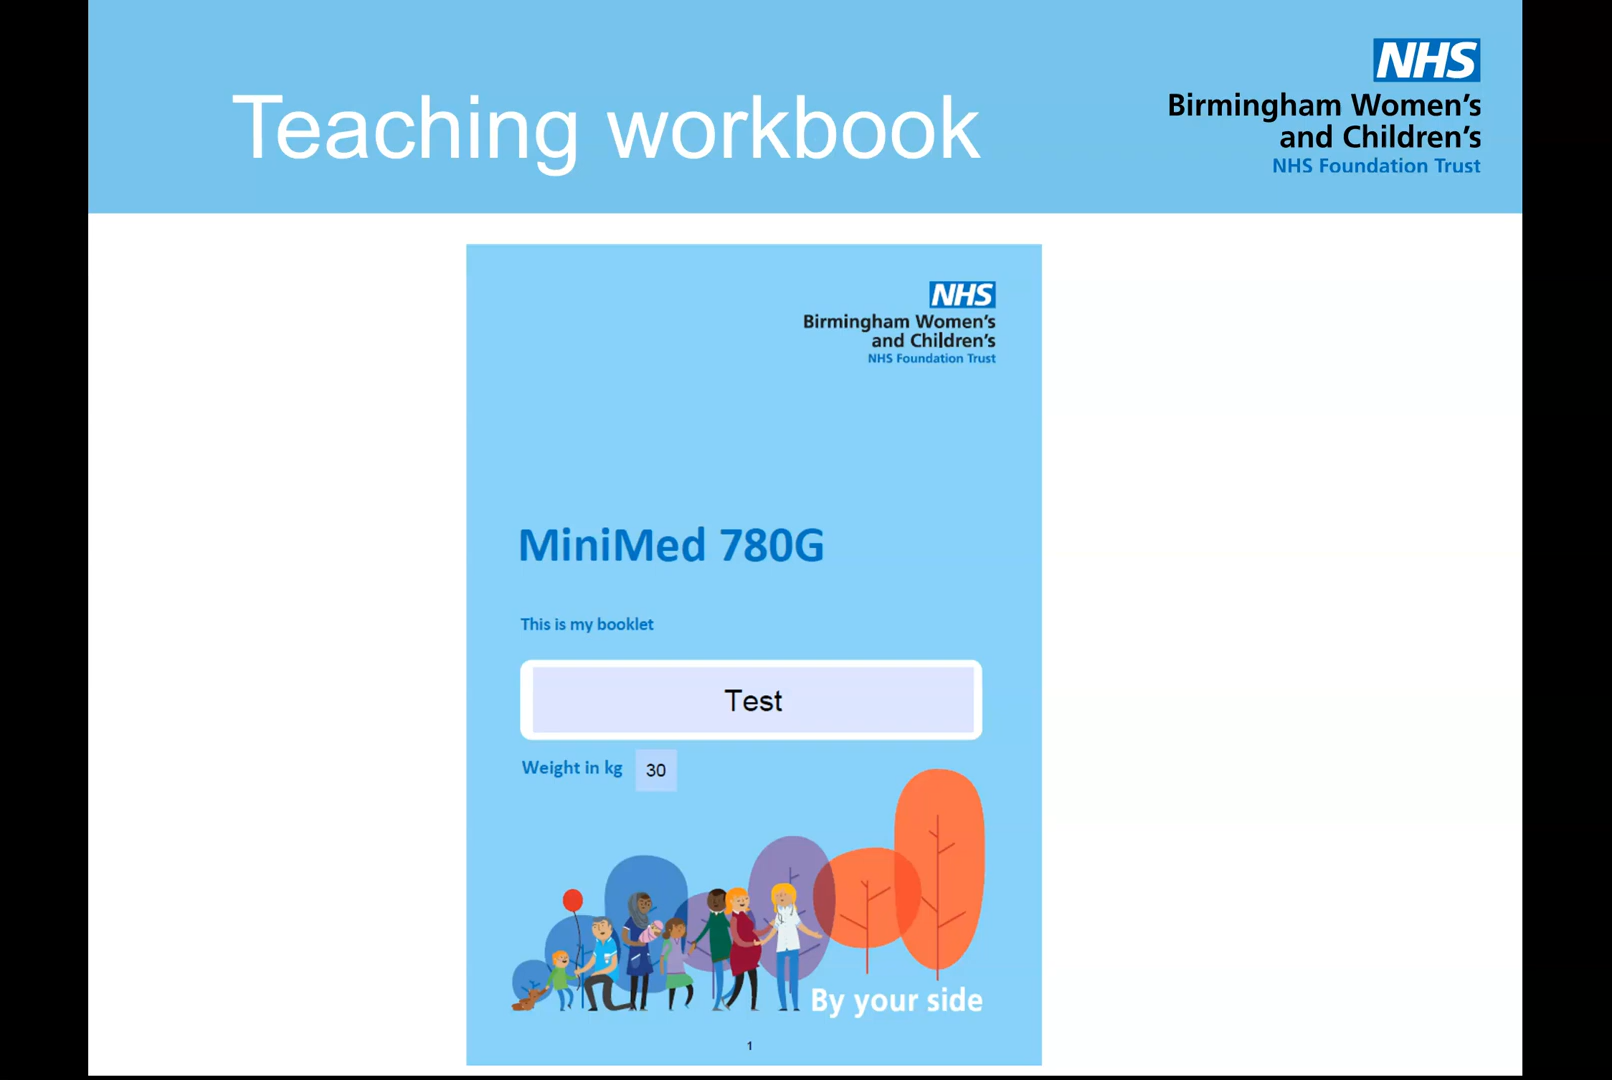 Teaching workbook
NHS
Birmingham Women's
and Children's
NHS Foundation Trust
NHS
Birmingham Women's
and Children's
NHS Foundation Trust
MiniMed 780G
This is my booklet
Test
Weight in kg 30
By your side
1